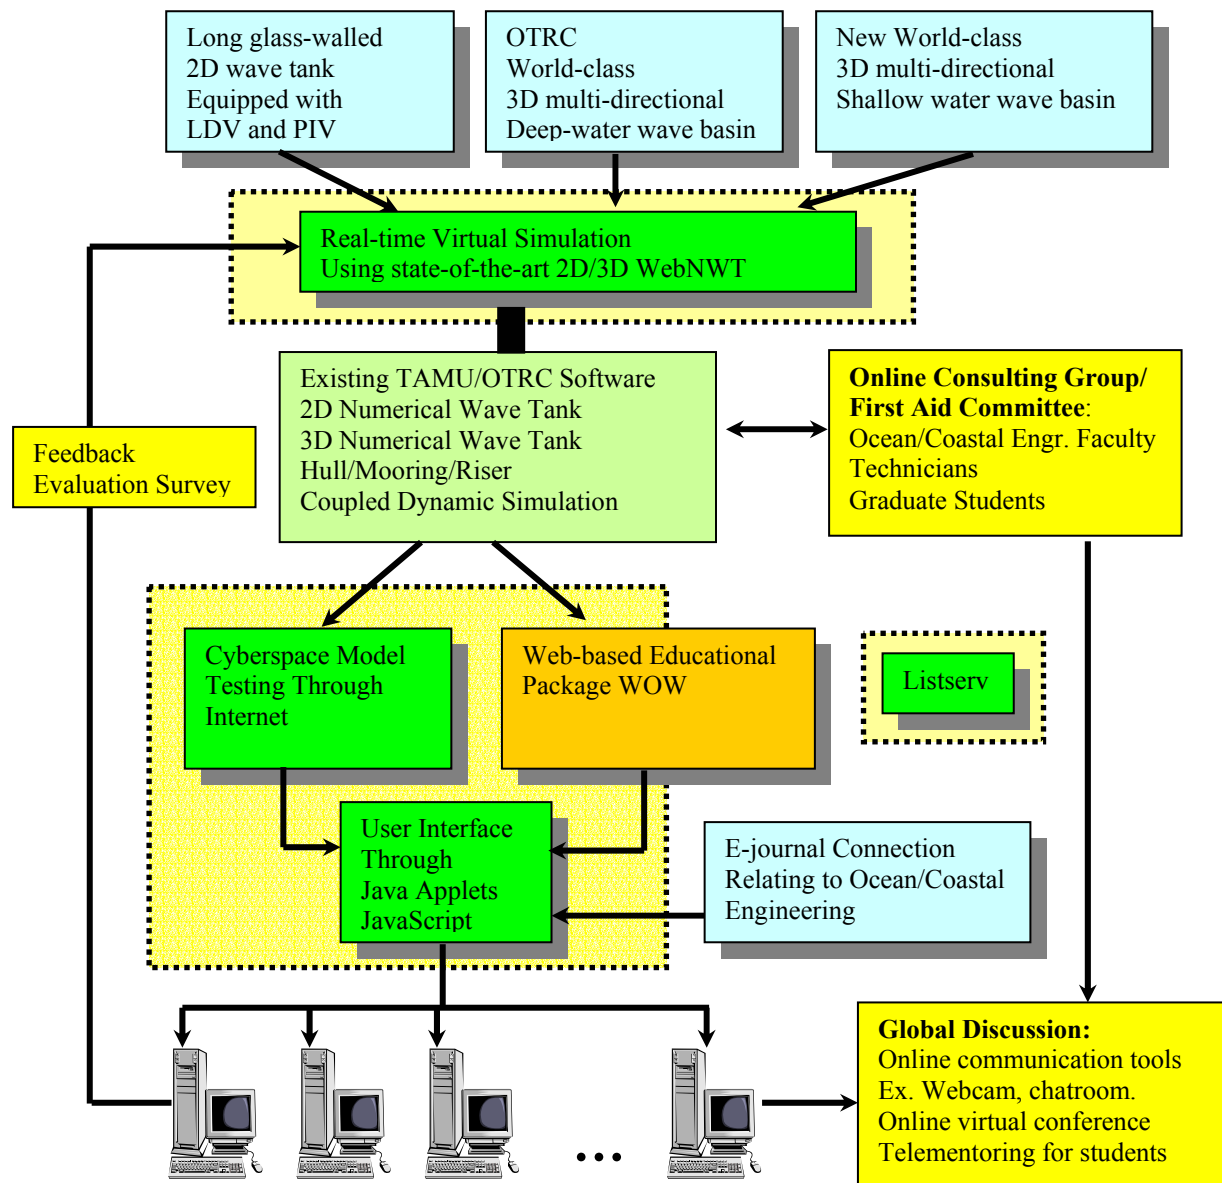 Long glass-walled
2D wave tank
Equipped with
LDV and PIV
OTRC
World-class
3D multi-directional
Deep-water wave basin
New World-class
3D multi-directional
Shallow water wave basin
Real-time Virtual Simulation
Using state-of-the-art 2D/3D WebNWT
Existing TAMU/OTRC Software
2D Numerical Wave Tank
3D Numerical Wave Tank
Hull/Mooring/Riser
Coupled Dynamic Simulation
Online Consulting Group/
First Aid Committee:
Ocean/Coastal Engr. Faculty
Technicians
Graduate Students
Feedback
Evaluation Survey
Cyberspace Model
Testing Through
Internet
Web-based Educational
Package WOW
Listserv
User Interface
Through
Java Applets
JavaScript
E-journal Connection
Relating to Ocean/Coastal
Engineering
Global Discussion:
Online communication tools
Ex. Webcam, chatroom.
Online virtual conference
Telementoring for students
...